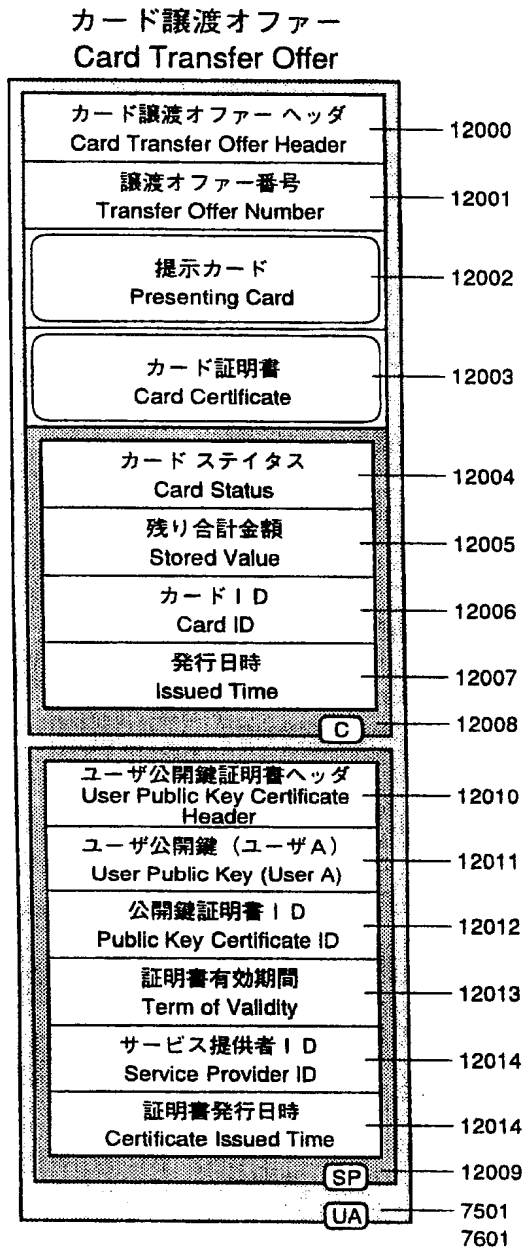 カード譲渡オファー
Card Transfer Offer
カード譲渡オファー ヘッダ
Card Transfer Offer Header
12000
譲渡オファー番号
Transfer Offer Number
12001
提示カード
Presenting Card
12002
カード証明書
Card Certificate
12003
カード ステイタス
Card Status
12004
残り合計金額
Stored Value
12005
カードID
Card ID
12006
発行日時
Issued Time
12007
C
12008
ユーザ公開鍵証明書ヘッダ
User Public Key Certificate
Header
12010
ユーザ公開鍵（ユーザA）
User Public Key (User A)
12011
公開鍵証明書ID
Public Key Certificate ID
12012
証明書有効期間
Term of Validity
12013
サービス提供者ID
Service Provider ID
12014
証明書発行日時
Certificate Issued Time
12014
SP
12009
UA
7501
7601